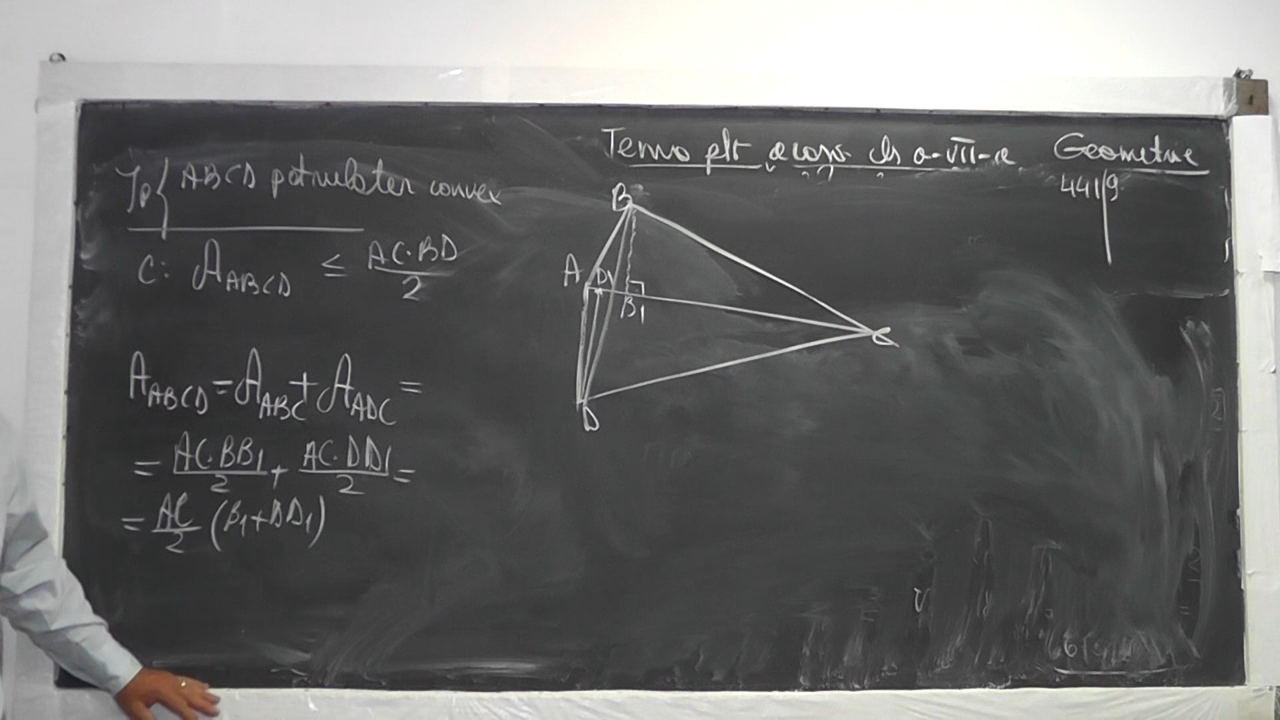 Tema pt acasă cls a-VII-a Geometrie
441|9
Ip { ABCD patrulater convex
C: A_ABCD ≤ AC·BD/2
A_ABCD = A_ABC + A_ADC =
= AC·BB1/2 + AC·DD1/2 =
= AC/2 (B1+DD1)
B
A D1
B1
C
D